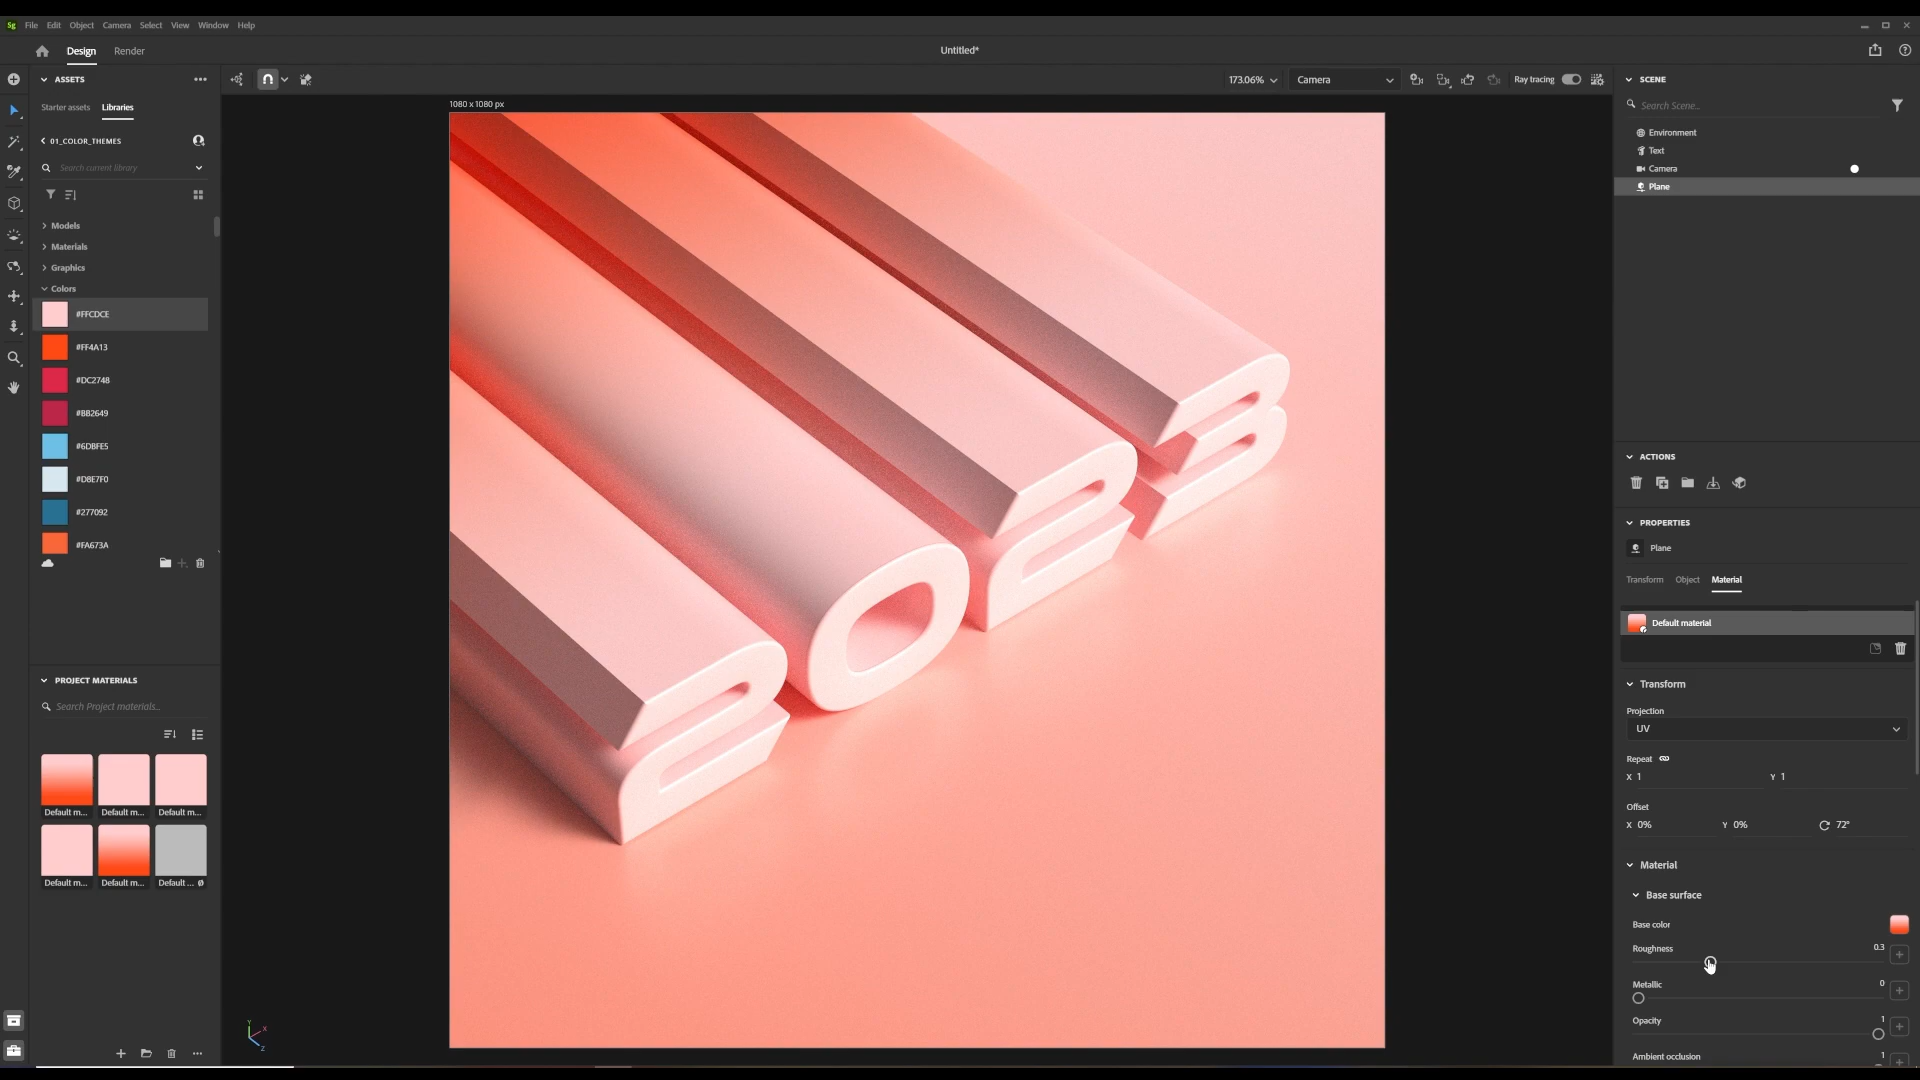 Sg File Edit Object Camera Select View Window Help
Design Render Untitled*
ASSETS
173.06% Camera Ray tracing
SCENE
Starter assets Libraries
1080 x 1080 px
Search Scene...
01_COLOR_THEMES
Search current library
Environment
Text
Camera
Plane
Models
Materials
Graphics
Colors
#FFCDCE
#FF4A13
#DC2748
#BB2649
#6DBFE5
#D8E7F0
#277092
#FA673A
2023
ACTIONS
PROPERTIES
Plane
Transform Object Material
Default material
Transform
Projection
UV
Repeat
X 1 Y 1
Offset
X 0% Y 0% 72°
Material
Base surface
Base color
Roughness 0.3
Metallic 0
Opacity 1
Ambient occlusion 1
PROJECT MATERIALS
Search Project materials...
Default m... Default m... Default m...
Default m... Default m... Default ...
Y X
Z